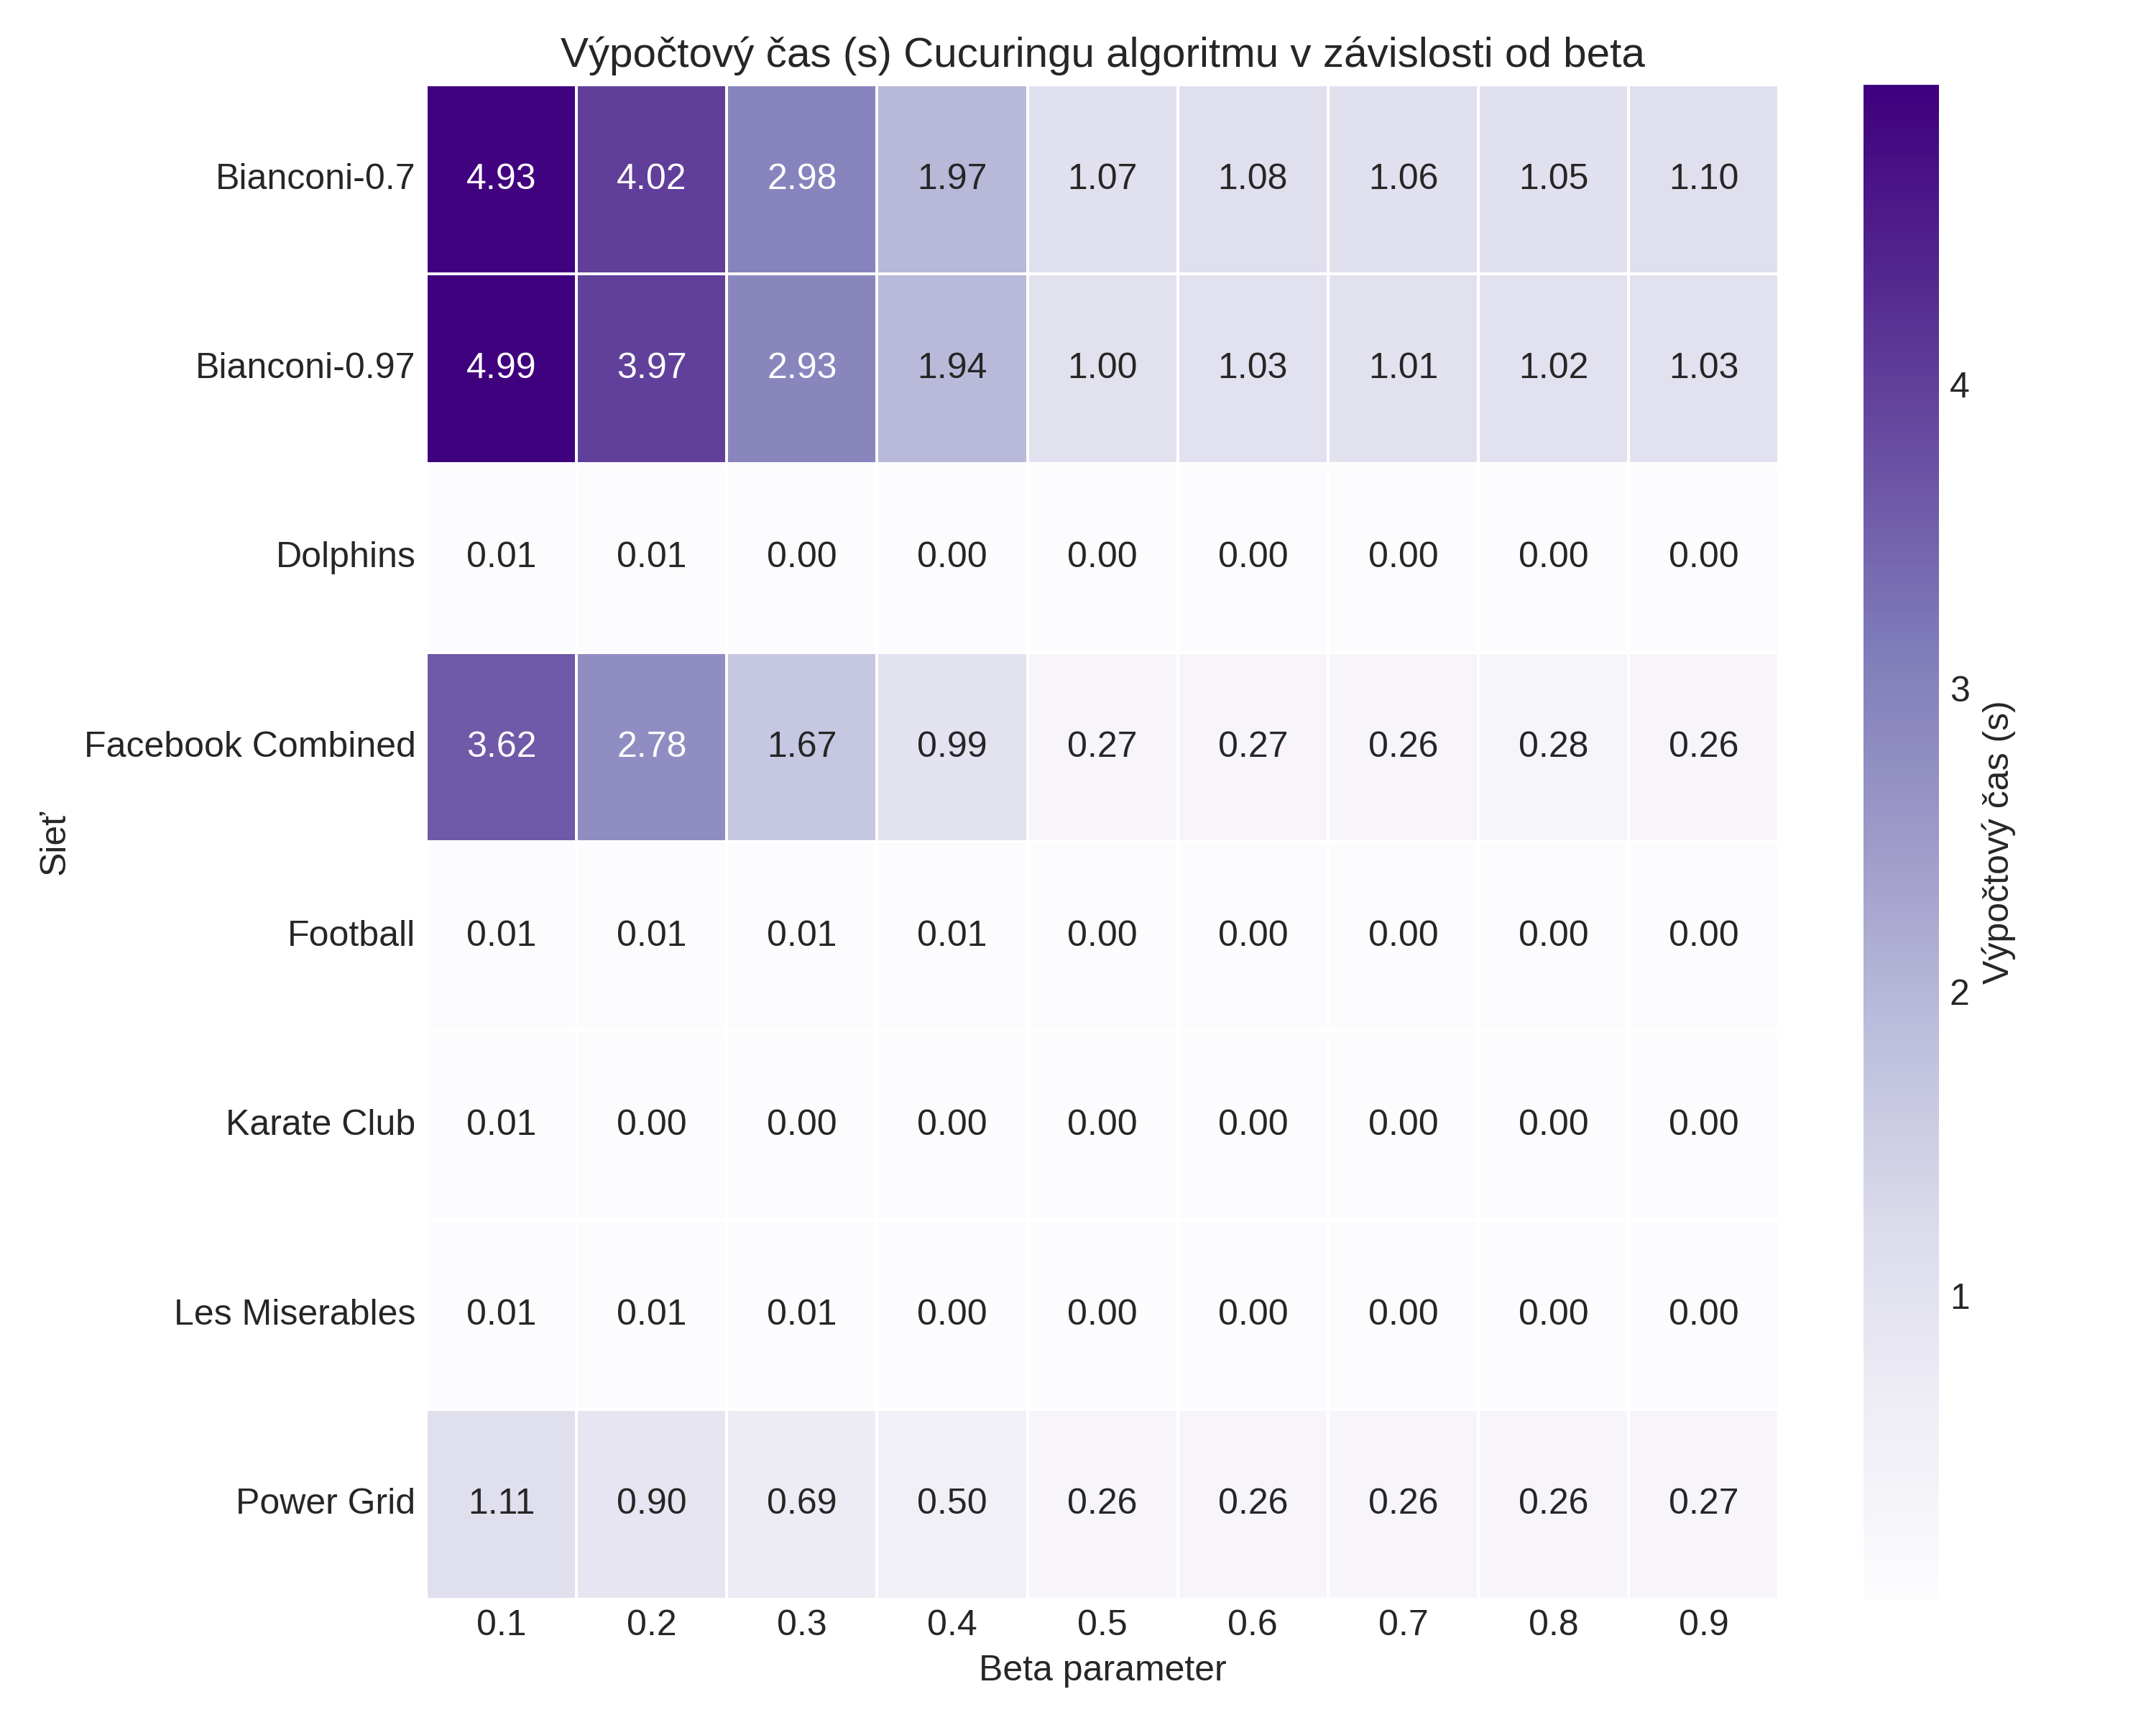 Výpočtový čas (s) Cucuringu algoritmu v závislosti od beta
Bianconi-0.7 4.93 4.02 2.98 1.97 1.07 1.08 1.06 1.05 1.10
Bianconi-0.97 4.99 3.97 2.93 1.94 1.00 1.03 1.01 1.02 1.03
Dolphins 0.01 0.01 0.00 0.00 0.00 0.00 0.00 0.00 0.00
Facebook Combined 3.62 2.78 1.67 0.99 0.27 0.27 0.26 0.28 0.26
Football 0.01 0.01 0.01 0.01 0.00 0.00 0.00 0.00 0.00
Karate Club 0.01 0.00 0.00 0.00 0.00 0.00 0.00 0.00 0.00
Les Miserables 0.01 0.01 0.01 0.00 0.00 0.00 0.00 0.00 0.00
Power Grid 1.11 0.90 0.69 0.50 0.26 0.26 0.26 0.26 0.27
0.1 0.2 0.3 0.4 0.5 0.6 0.7 0.8 0.9
Beta parameter
Sieť
4
3
2
1
Výpočtový čas (s)